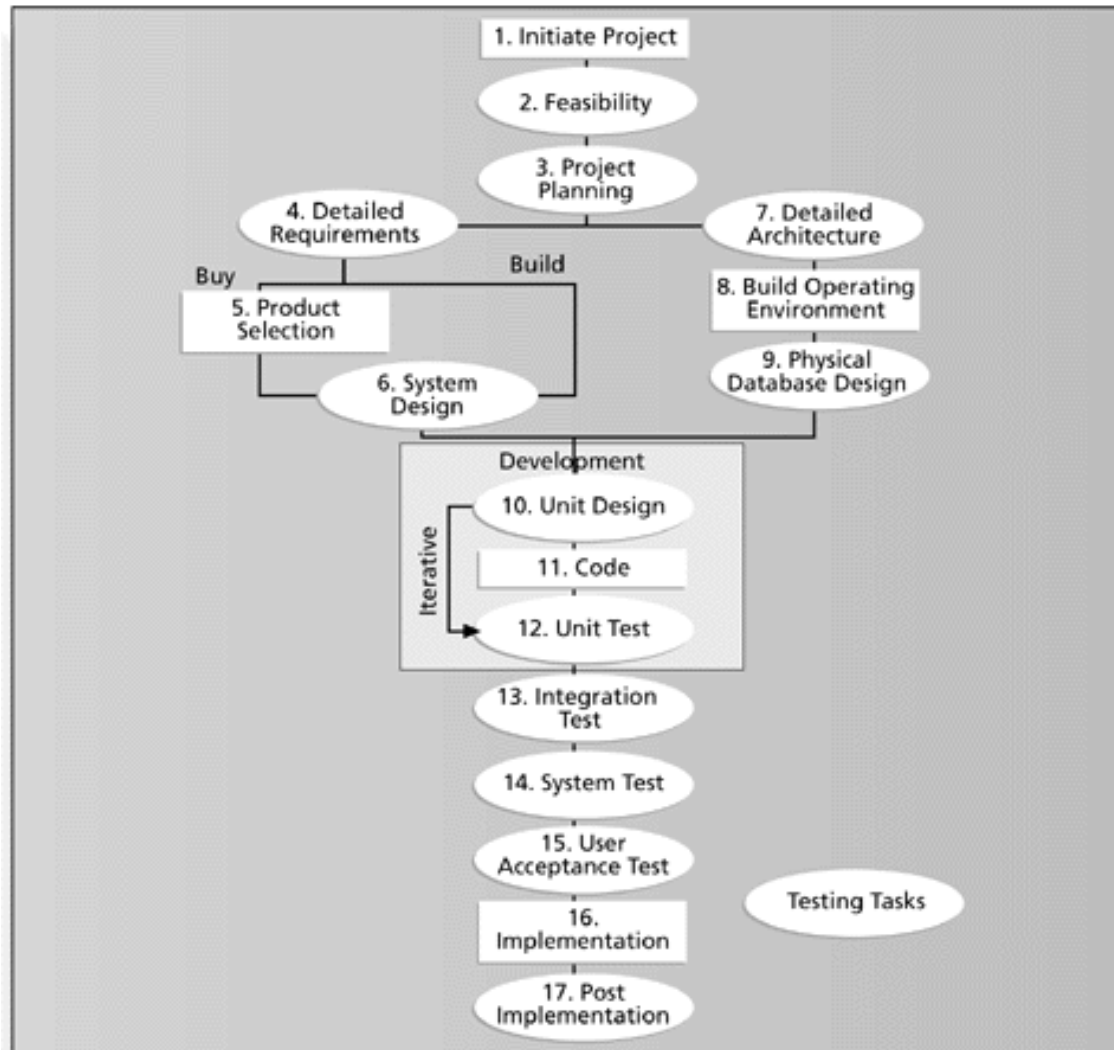 1. Initiate Project
2. Feasibility
3. Project
Planning
4. Detailed
Requirements
7. Detailed
Architecture
Buy
Build
5. Product
Selection
8. Build Operating
Environment
6. System
Design
9. Physical
Database Design
Development
10. Unit Design
Iterative
11. Code
12. Unit Test
13. Integration
Test
14. System Test
15. User
Acceptance Test
Testing Tasks
16.
Implementation
17. Post
Implementation